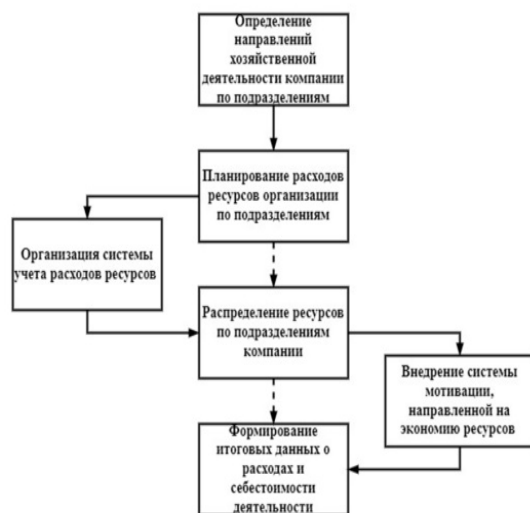 Определение
направлений
хозяйственной
деятельности компании
по подразделениям
Планирование расходов
ресурсов организации
по подразделениям
Организация системы
учета расходов ресурсов
Распределение ресурсов
по подразделениям
компании
Внедрение системы
мотивации,
направленной на
экономию ресурсов
Формирование
итоговых данных о
расходах и
себестоимости
деятельности